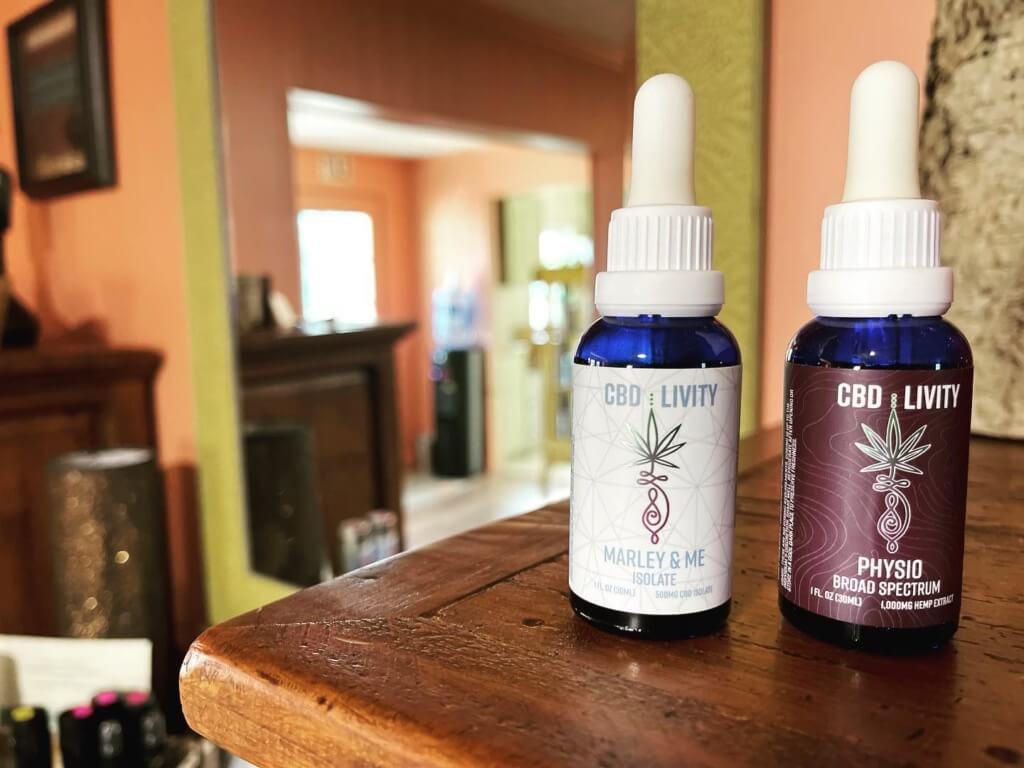 CBD LIVITY
MARLEY & ME
ISOLATE
1 FL OZ (30ML) 500MG CBD ISOLATE
CBD LIVITY
PHYSIO
BROAD SPECTRUM
1 FL. OZ (30ML) 1,000MG HEMP EXTRACT